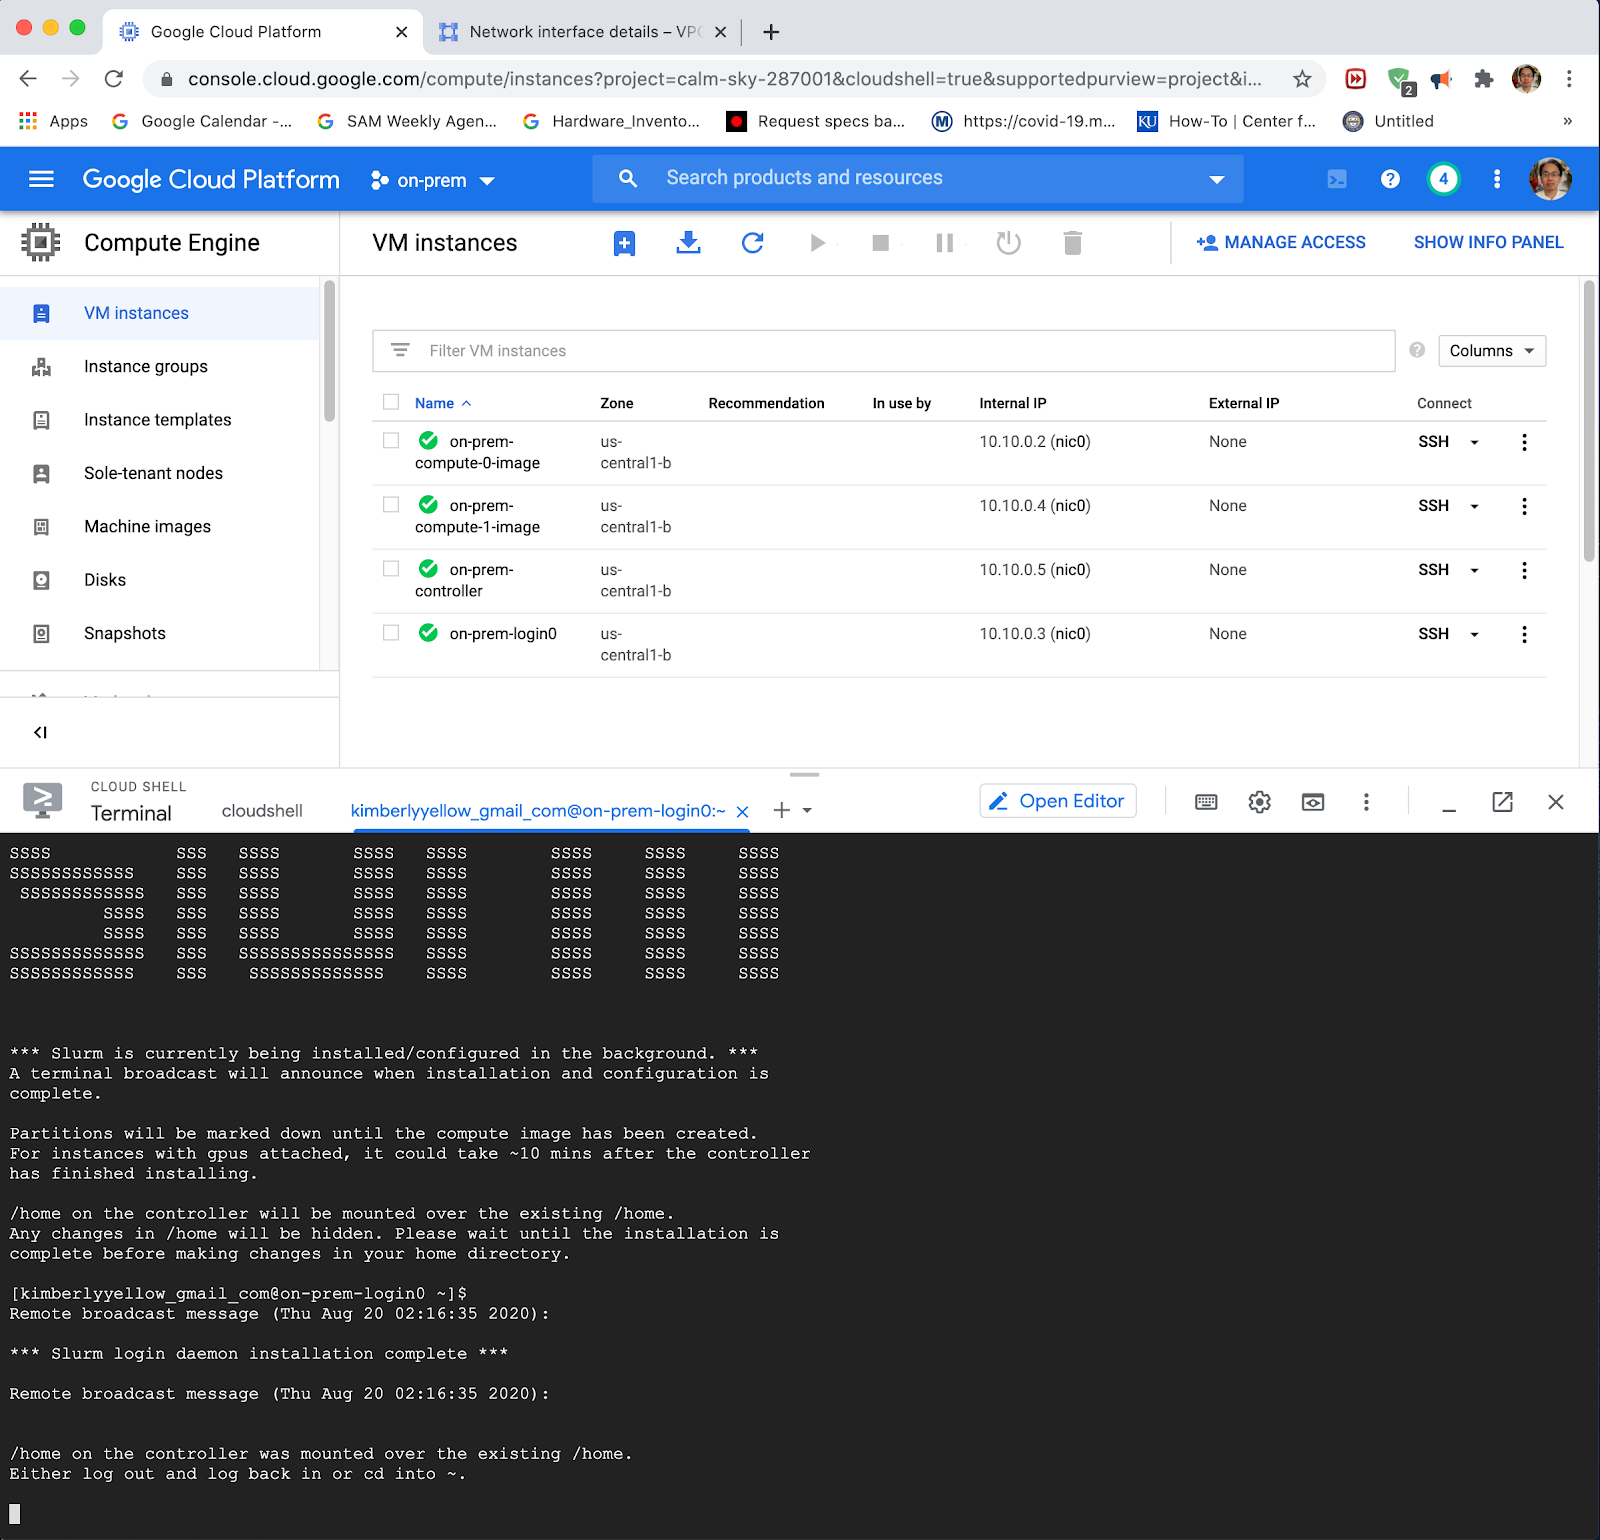 Google Cloud Platform
Network interface details – VPC
console.cloud.google.com/compute/instances?project=calm-sky-287001&cloudshell=true&supportedpurview=project&i...
2
Apps
Google Calendar -...
SAM Weekly Agen...
Hardware_Invento...
Request specs ba...
https://covid-19.m...
KU
How-To | Center f...
Untitled
»
Google Cloud Platform
on-prem
Search products and resources
4
Compute Engine
VM instances
MANAGE ACCESS
SHOW INFO PANEL
VM instances
Instance groups
Instance templates
Sole-tenant nodes
Machine images
Disks
Snapshots
Filter VM instances
Columns
Name Zone Recommendation In use by Internal IP External IP Connect
on-prem- us- 10.10.0.2 (nic0) None SSH
compute-0-image central1-b
on-prem- us- 10.10.0.4 (nic0) None SSH
compute-1-image central1-b
on-prem- us- 10.10.0.5 (nic0) None SSH
controller central1-b
on-prem-login0 us- 10.10.0.3 (nic0) None SSH
central1-b
CLOUD SHELL
Terminal
cloudshell
kimberlyyellow_gmail_com@on-prem-login0:~
Open Editor
SSSS            SSS   SSSS       SSSS   SSSS        SSSS     SSSS     SSSS
SSSSSSSSSSSS    SSS   SSSS       SSSS   SSSS        SSSS     SSSS     SSSS
 SSSSSSSSSSSS   SSS   SSSS       SSSS   SSSS        SSSS     SSSS     SSSS
         SSSS   SSS   SSSS       SSSS   SSSS        SSSS     SSSS     SSSS
         SSSS   SSS   SSSS       SSSS   SSSS        SSSS     SSSS     SSSS
SSSSSSSSSSSSS   SSS   SSSSSSSSSSSSSSS   SSSS        SSSS     SSSS     SSSS
SSSSSSSSSSSS    SSS    SSSSSSSSSSSSS    SSSS        SSSS     SSSS     SSSS
*** Slurm is currently being installed/configured in the background. ***
A terminal broadcast will announce when installation and configuration is
complete.
Partitions will be marked down until the compute image has been created.
For instances with gpus attached, it could take ~10 mins after the controller
has finished installing.
/home on the controller will be mounted over the existing /home.
Any changes in /home will be hidden. Please wait until the installation is
complete before making changes in your home directory.
[kimberlyyellow_gmail_com@on-prem-login0 ~]$
Remote broadcast message (Thu Aug 20 02:16:35 2020):
*** Slurm login daemon installation complete ***
Remote broadcast message (Thu Aug 20 02:16:35 2020):
/home on the controller was mounted over the existing /home.
Either log out and log back in or cd into ~.